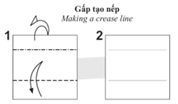 Gấp tạo nếp
Making a crease line
1 2